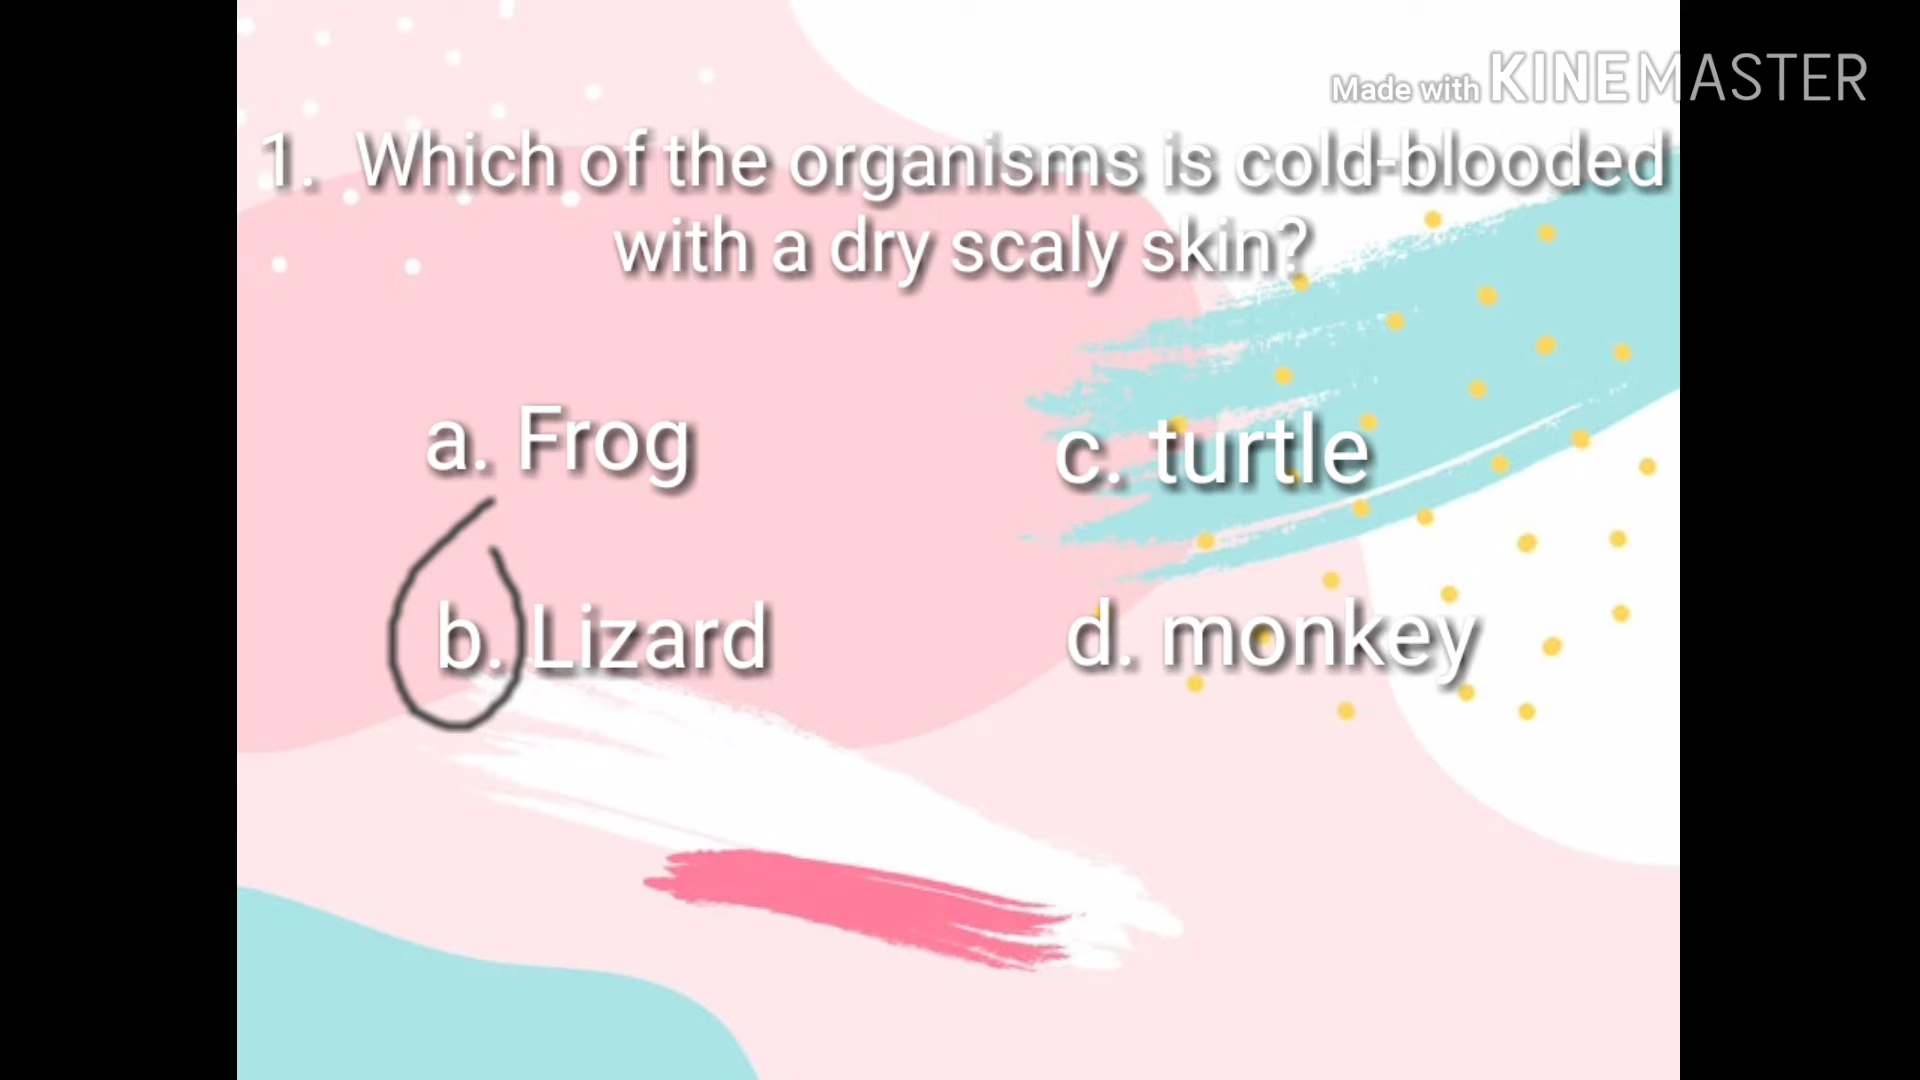 Made with KINEMASTER
1. Which of the organisms is cold-blooded
with a dry scaly skin?
a. Frog
c. turtle
b. Lizard
d. monkey